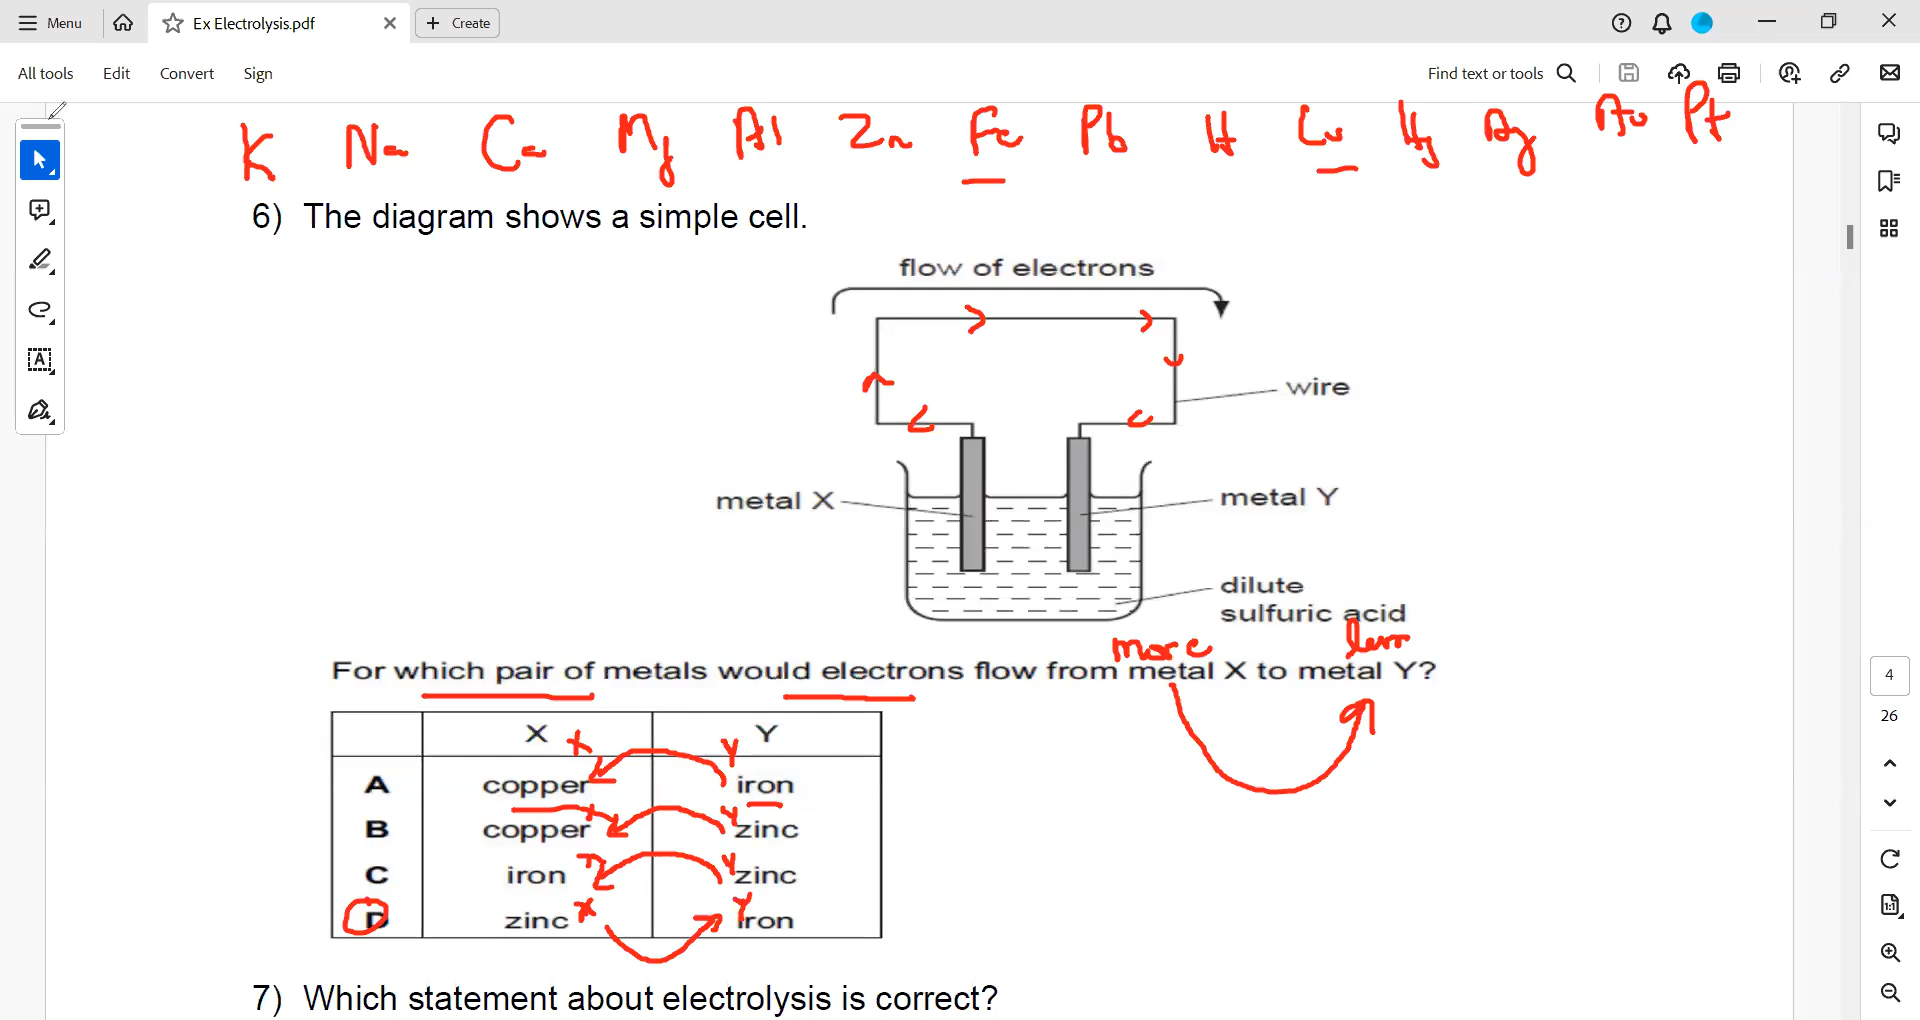 Menu
Ex Electrolysis.pdf
Create
All tools Edit Convert Sign
Find text or tools
K Na Ca Mg Al Zn Fe Pb H Cu Hg Ag Au Pt
6) The diagram shows a simple cell.
flow of electrons
wire
metal X
metal Y
dilute
sulfuric acid
more less
For which pair of metals would electrons flow from metal X to metal Y?
X Y
x Y
A copper iron
x Y
B copper zinc
Y
C iron zinc
x Y
D zinc iron
7) Which statement about electrolysis is correct?
4
26
1:1